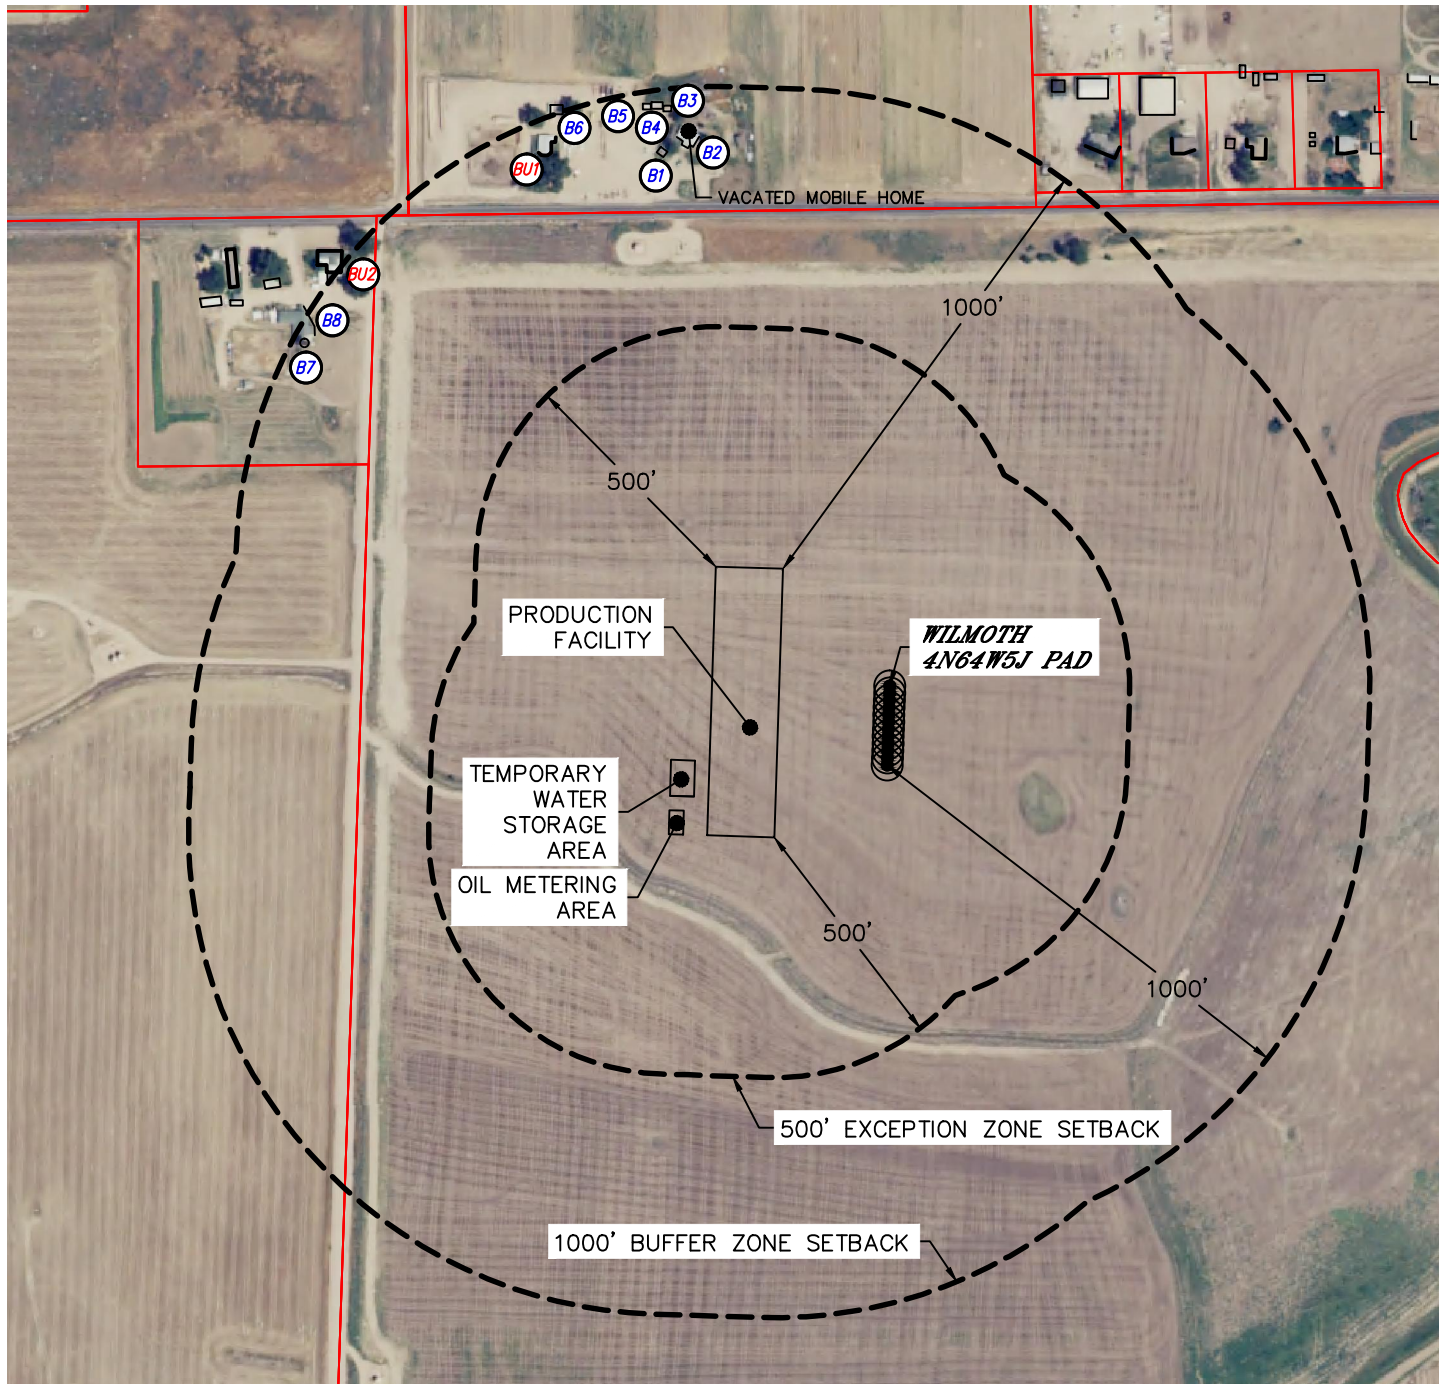 B3
B5
B6
B4
B2
BU1
B1
VACATED MOBILE HOME
BU2
B8
B7
1000'
500'
PRODUCTION
FACILITY
WILMOTH
4N64W5J PAD
TEMPORARY
WATER
STORAGE
AREA
OIL METERING
AREA
500'
1000'
500' EXCEPTION ZONE SETBACK
1000' BUFFER ZONE SETBACK